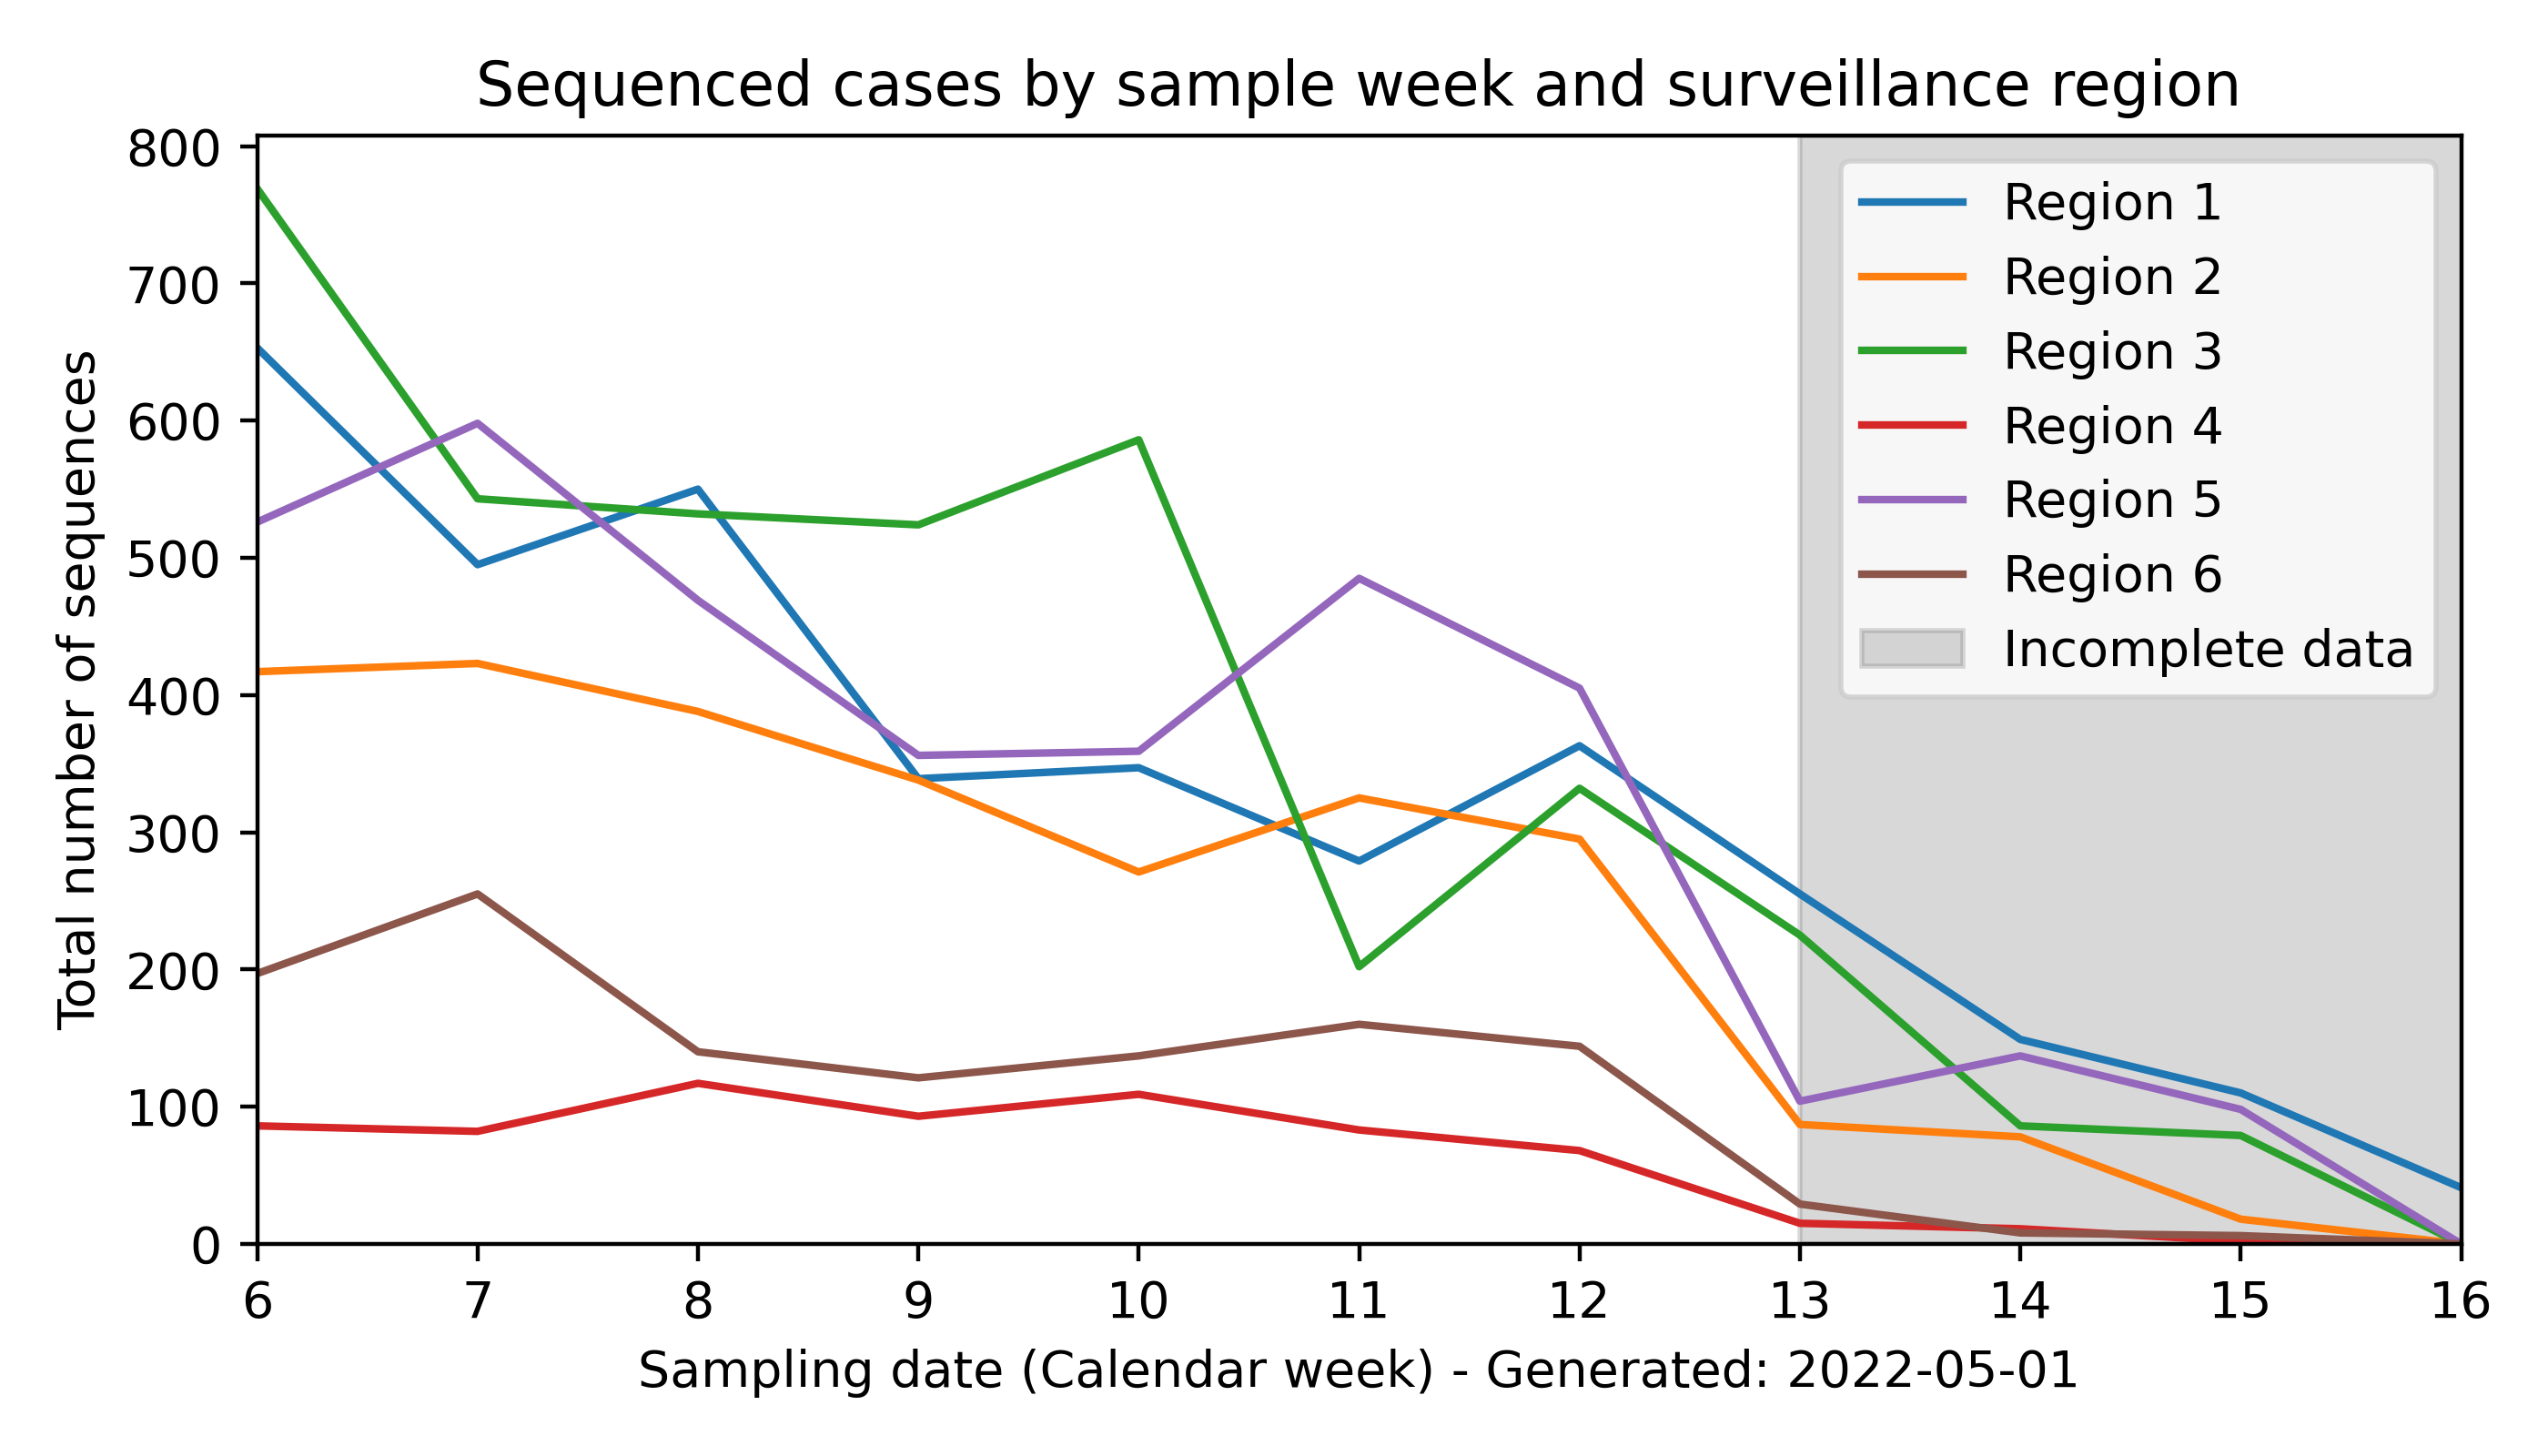 Sequenced cases by sample week and surveillance region
800
700
600
500
400
300
200
100
0
Total number of sequences
Region 1
Region 2
Region 3
Region 4
Region 5
Region 6
Incomplete data
6 7 8 9 10 11 12 13 14 15 16
Sampling date (Calendar week) - Generated: 2022-05-01